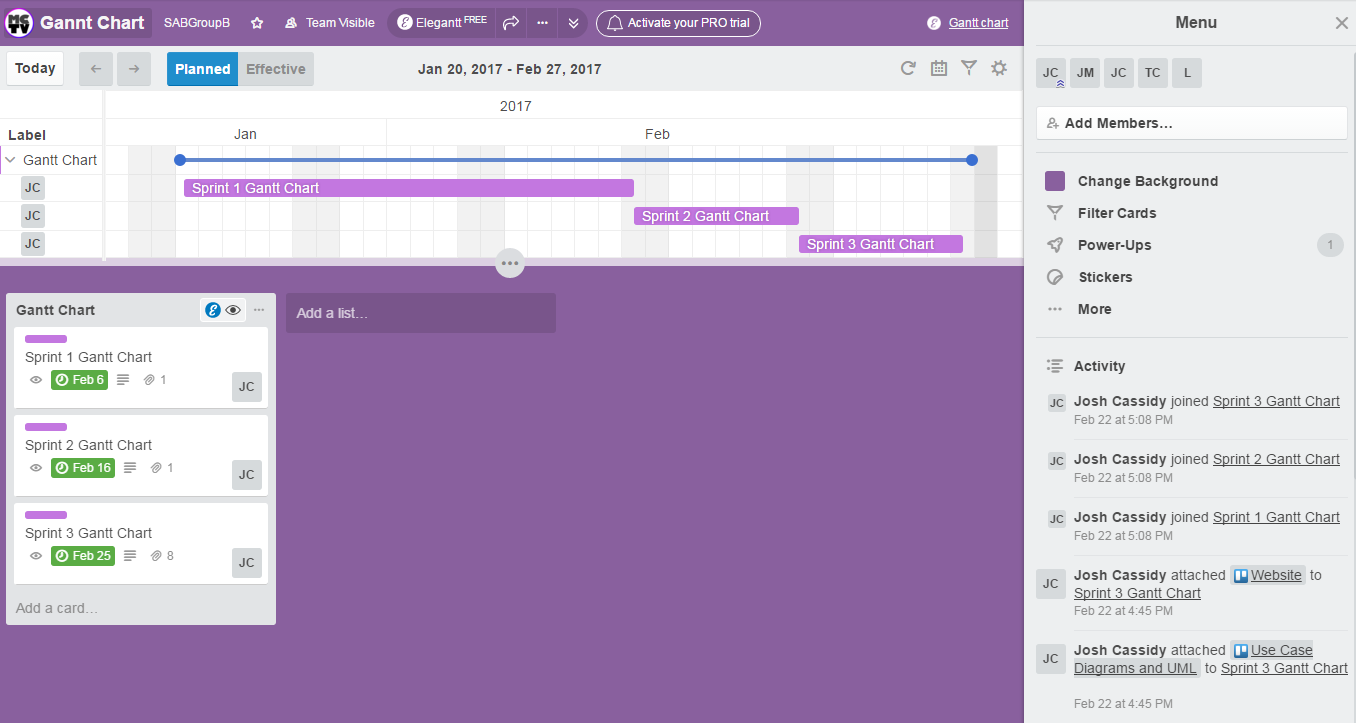 MG TV Gannt Chart SABGroupB Team Visible Elegantt FREE Activate your PRO trial Gantt chart
Today Planned Effective Jan 20, 2017 - Feb 27, 2017
2017
Label Jan Feb
Gantt Chart
JC Sprint 1 Gantt Chart
JC Sprint 2 Gantt Chart
JC Sprint 3 Gantt Chart
Gantt Chart
Sprint 1 Gantt Chart
Feb 6 1 JC
Sprint 2 Gantt Chart
Feb 16 1 JC
Sprint 3 Gantt Chart
Feb 25 8 JC
Add a card…
Add a list…
Menu
JC JM JC TC L
Add Members…
Change Background
Filter Cards
Power-Ups 1
Stickers
More
Activity
JC Josh Cassidy joined Sprint 3 Gantt Chart
Feb 22 at 5:08 PM
JC Josh Cassidy joined Sprint 2 Gantt Chart
Feb 22 at 5:08 PM
JC Josh Cassidy joined Sprint 1 Gantt Chart
Feb 22 at 5:08 PM
JC Josh Cassidy attached Website to
Sprint 3 Gantt Chart
Feb 22 at 4:45 PM
JC Josh Cassidy attached Use Case
Diagrams and UML to Sprint 3 Gantt Chart
Feb 22 at 4:45 PM